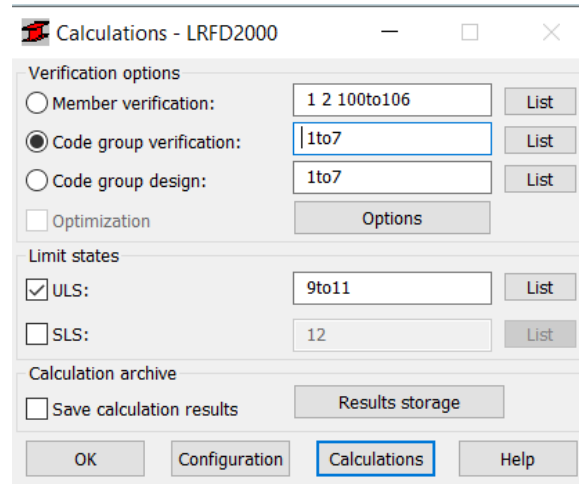 Calculations - LRFD2000
Verification options
Member verification: 1 2 100to106 List
Code group verification: 1to7 List
Code group design: 1to7 List
Optimization Options
Limit states
ULS: 9to11 List
SLS: 12 List
Calculation archive
Save calculation results Results storage
OK Configuration Calculations Help